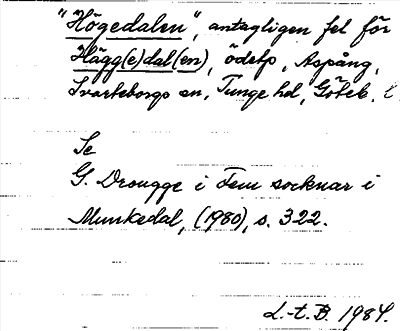 "Högedalen", antagligen fel för
Hägg(e)dal(en), ödetp, Aspång,
Svarteborgs sn, Tunge hd, Göteb. l.
Se
G. Drougge i Fem socknar i
Munkedal, (1980), s. 322.
L.-t. B. 1984.